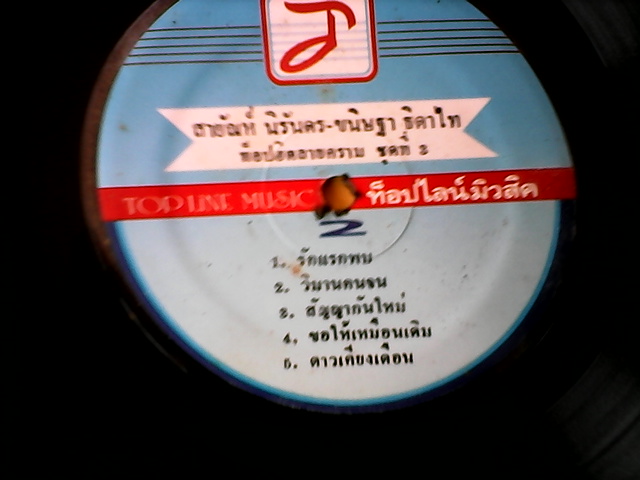 สายัณห์ นิรันดร-ขนิษฐา ธิดาไท
ท็อปฮิตลายคราม ชุดที่ 3
TOPLINE MUSIC ท็อปไลน์มิวสิค
2
1. รักแรกพบ
2. วิมานคนจน
3. สัญญากันใหม่
4. ขอให้เหมือนเดิม
5. ดาวเคียงเดือน